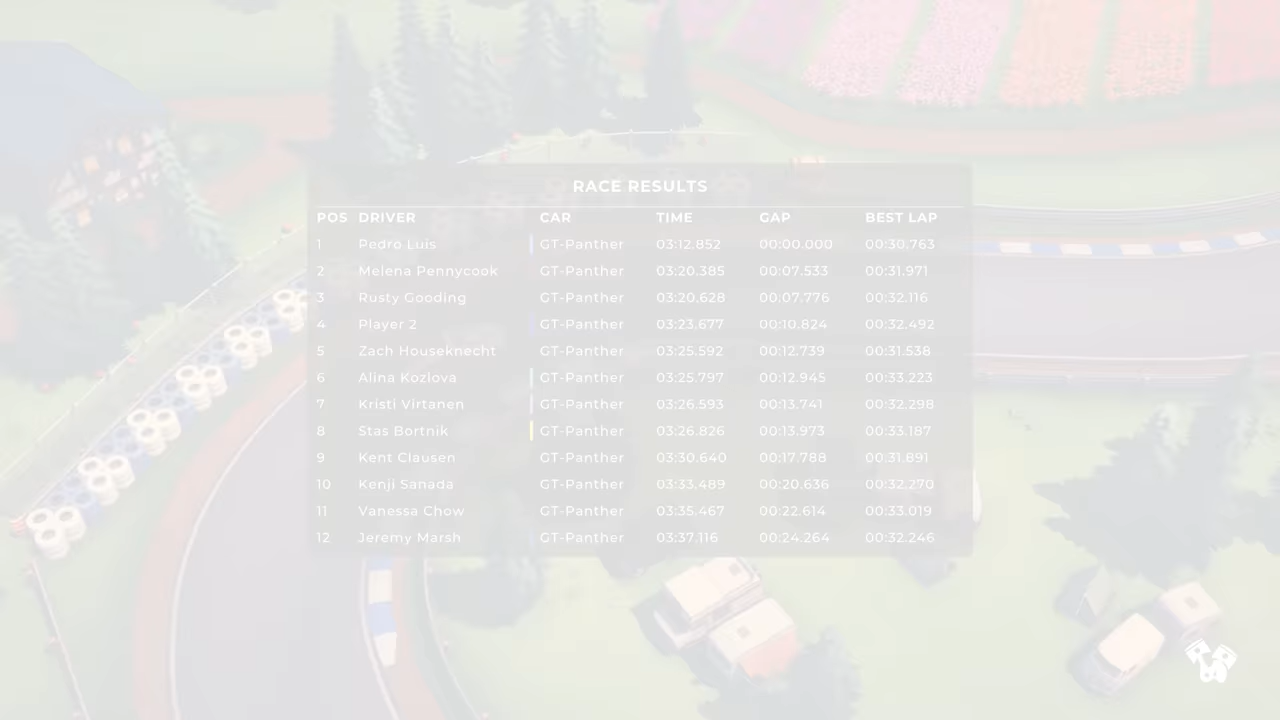 RACE RESULTS
POS DRIVER CAR TIME GAP BEST LAP
1 Pedro Luis GT-Panther 03:12.852 00:00.000 00:30.763
2 Melena Pennycook GT-Panther 03:20.385 00:07.533 00:31.971
3 Rusty Gooding GT-Panther 03:20.628 00:07.776 00:32.116
4 Player 2 GT-Panther 03:23.677 00:10.824 00:32.492
5 Zach Houseknecht GT-Panther 03:25.592 00:12.739 00:31.538
6 Alina Kozlova GT-Panther 03:25.797 00:12.945 00:33.223
7 Kristi Virtanen GT-Panther 03:26.593 00:13.741 00:32.298
8 Stas Bortnik GT-Panther 03:26.826 00:13.973 00:33.187
9 Kent Clausen GT-Panther 03:30.640 00:17.788 00:31.891
10 Kenji Sanada GT-Panther 03:33.489 00:20.636 00:32.270
11 Vanessa Chow GT-Panther 03:35.467 00:22.614 00:33.019
12 Jeremy Marsh GT-Panther 03:37.116 00:24.264 00:32.246